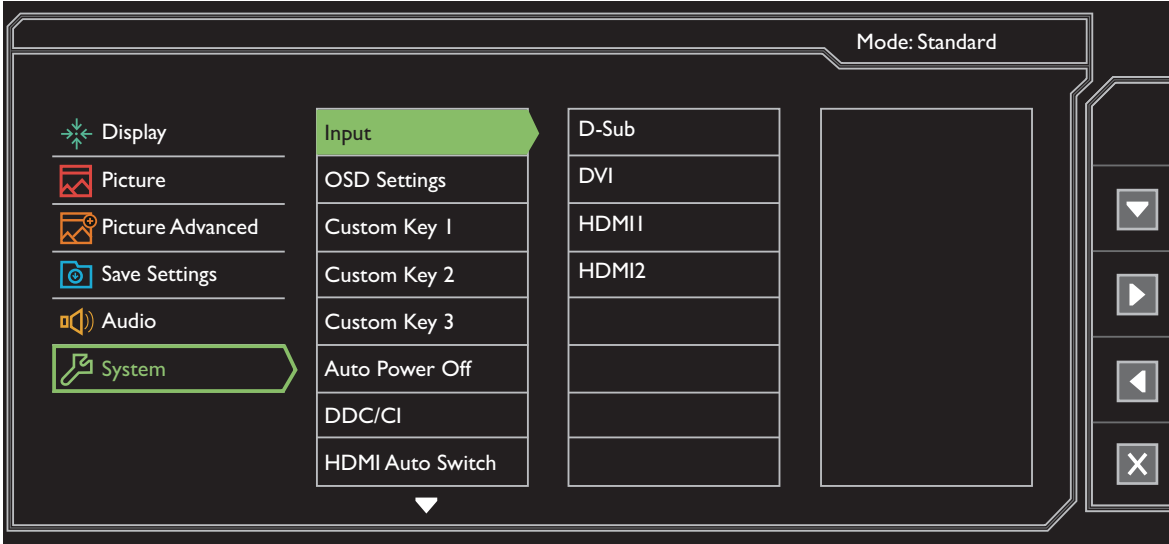 Mode: Standard
Display
Picture
Picture Advanced
Save Settings
Audio
System
Input
OSD Settings
Custom Key 1
Custom Key 2
Custom Key 3
Auto Power Off
DDC/CI
HDMI Auto Switch
D-Sub
DVI
HDMI1
HDMI2